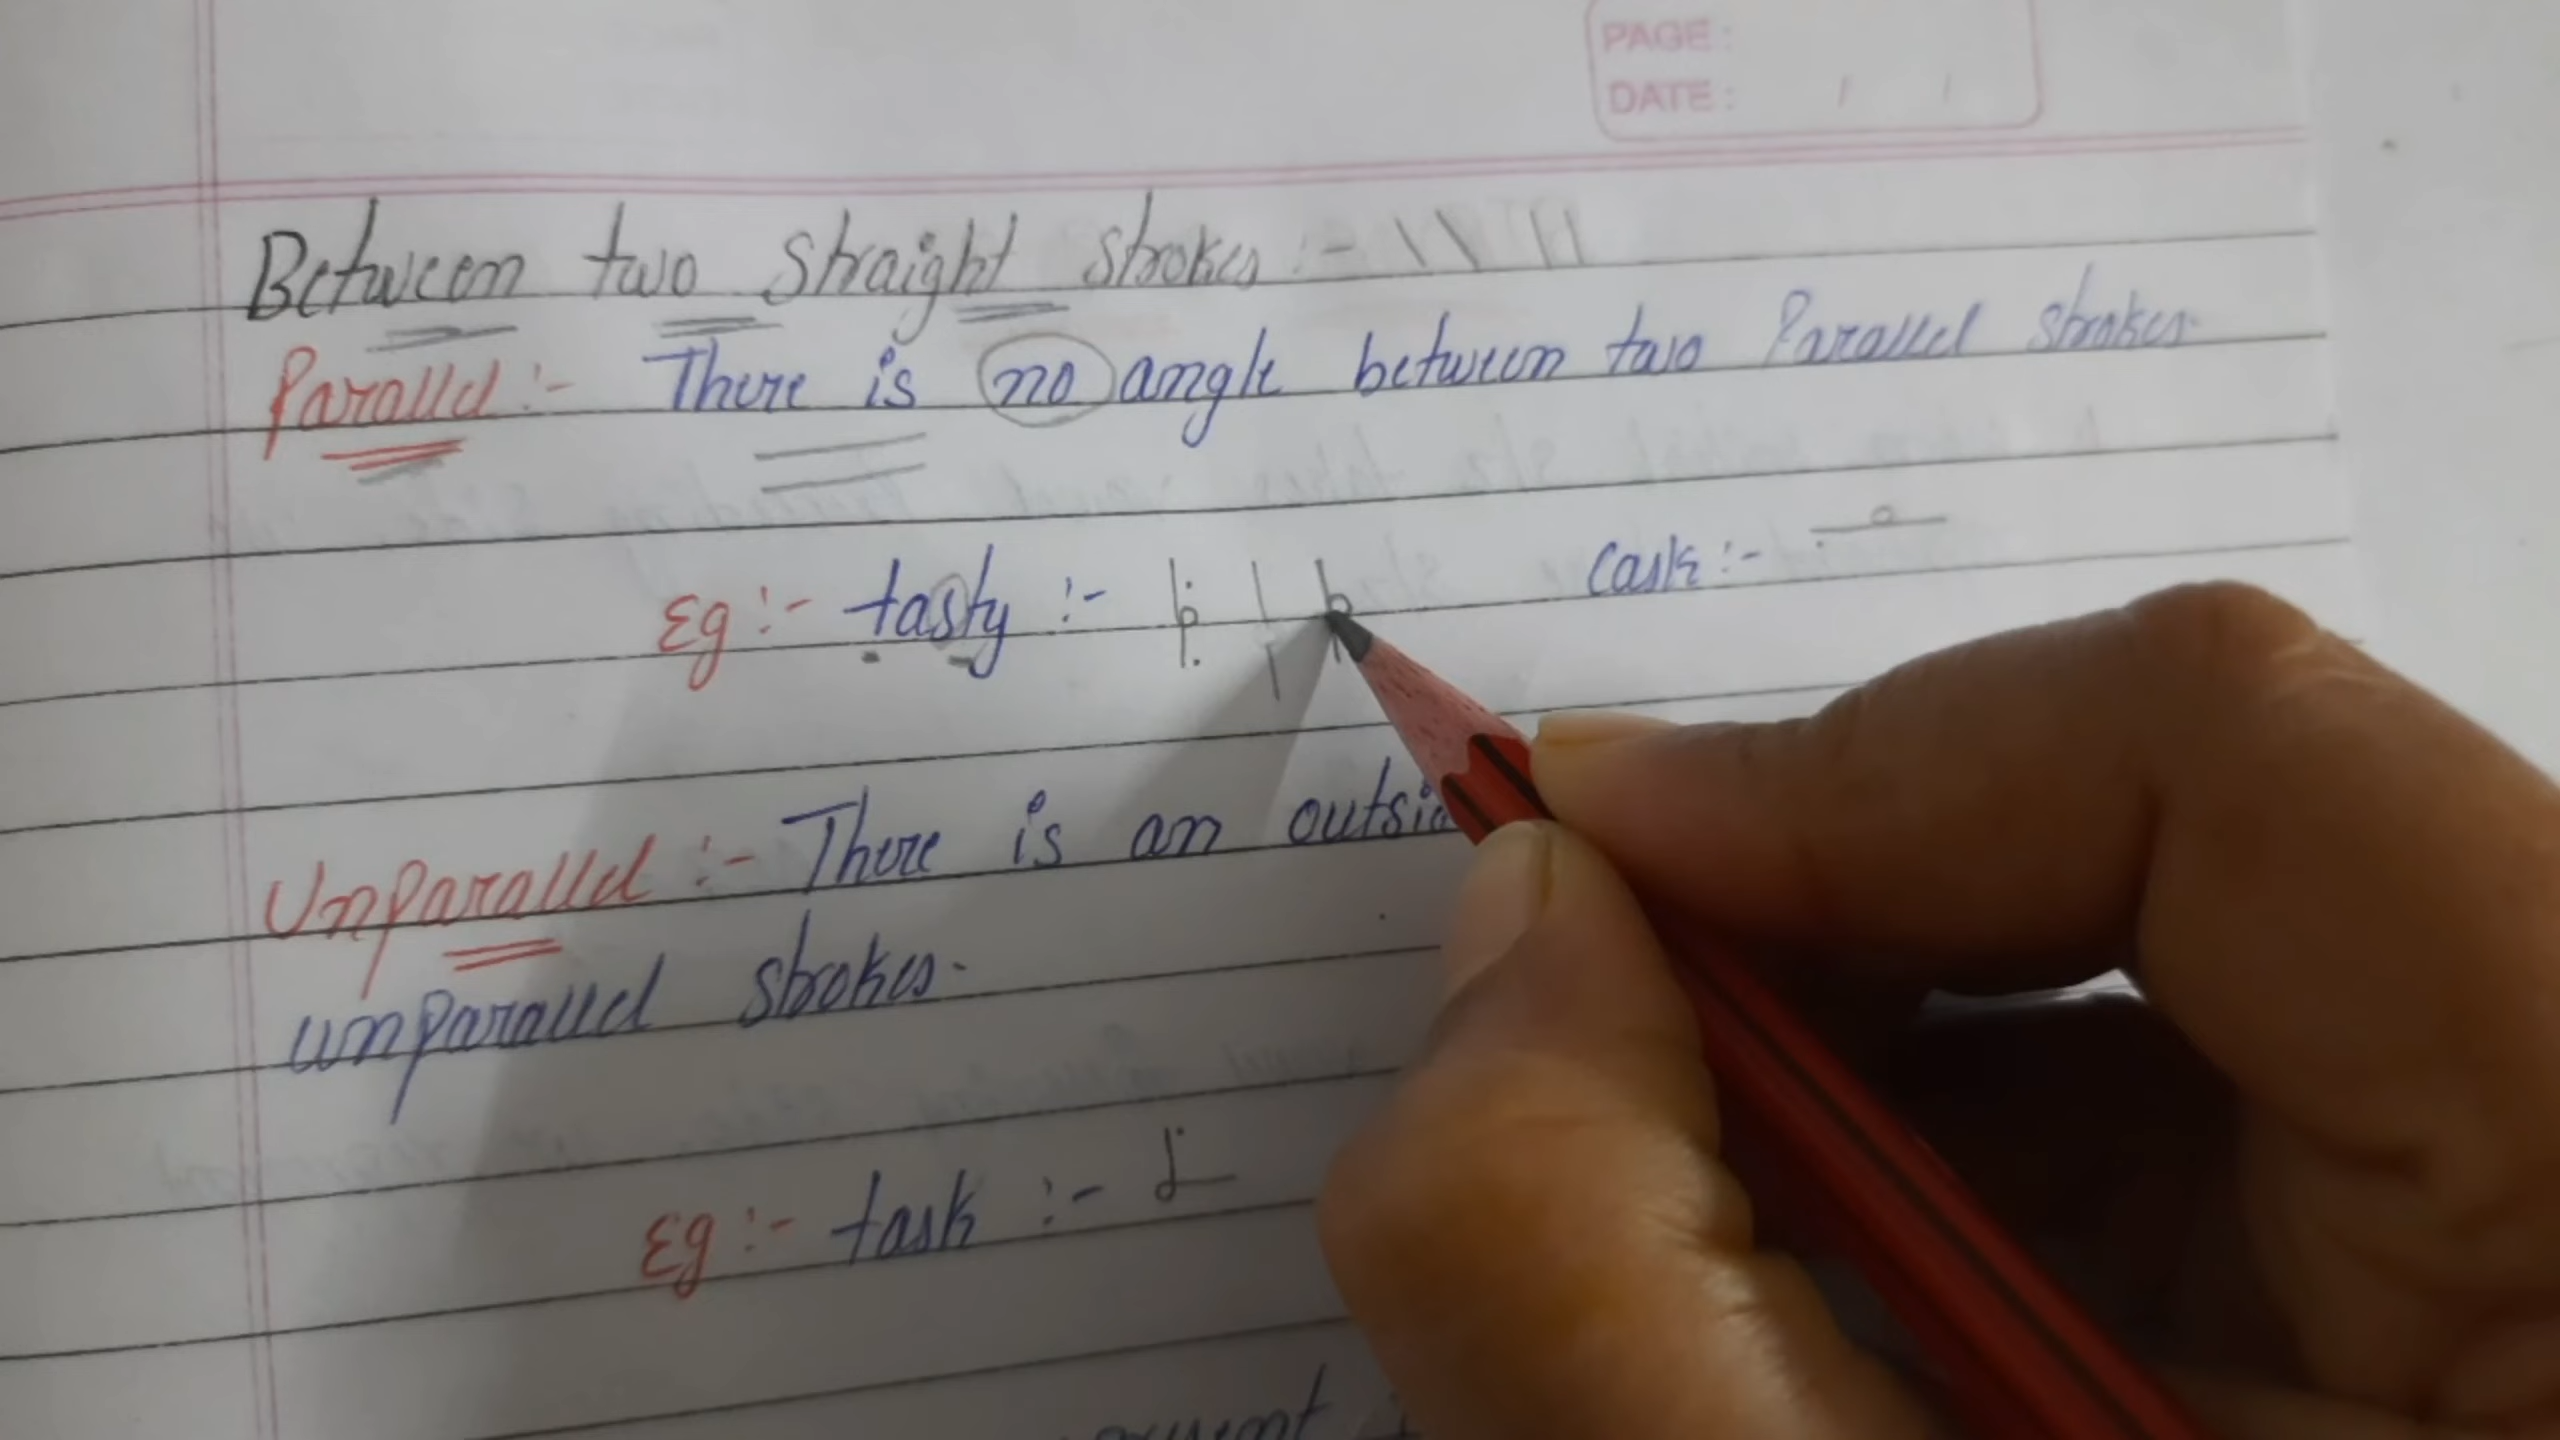 PAGE:
DATE: / /
Between two straight strokes :-
Parallel :- There is no angle between two Parallel strokes.
Eg :- tasty :- Cask :-
Unparallel :- There is an
unparallel strokes.
Eg :- task :-